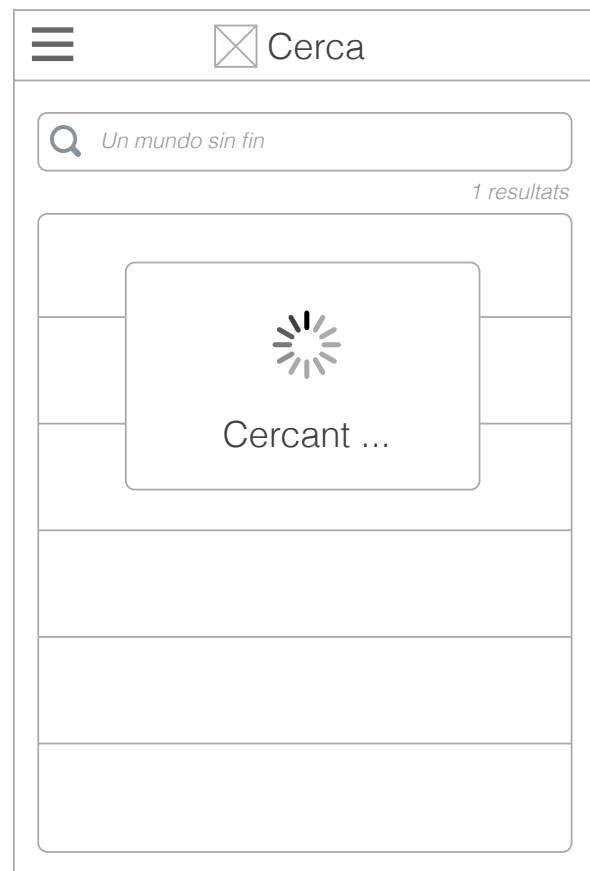 Cerca
Un mundo sin fin
1 resultats
Cercant ...